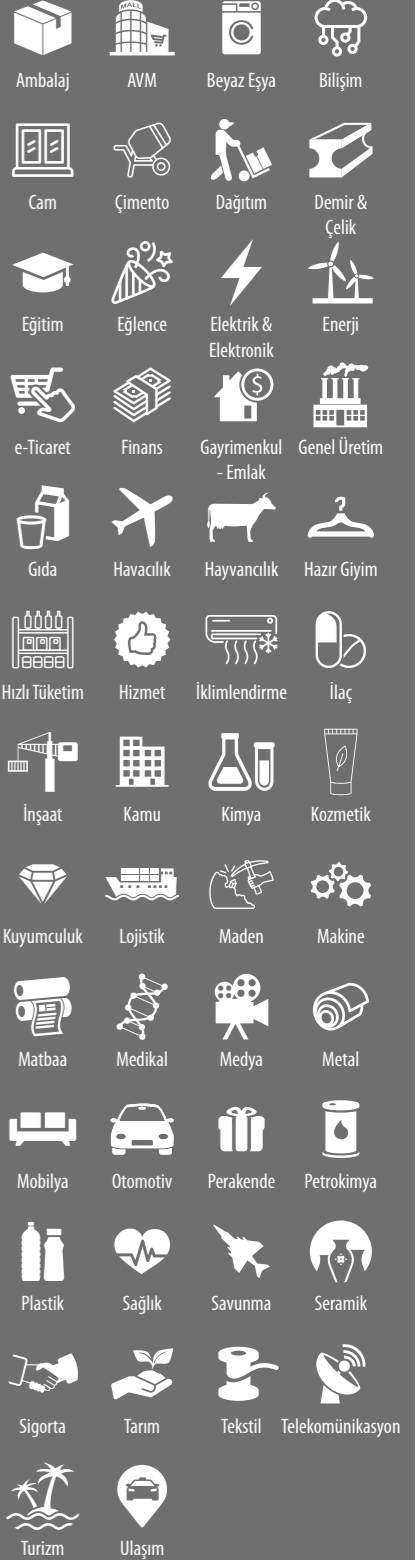 MALL
Ambalaj AVM Beyaz Eşya Bilişim
Cam Çimento Dağıtım Demir &
Çelik
Eğitim Eğlence Elektrik & Enerji
Elektronik
e-Ticaret Finans Gayrimenkul Genel Üretim
- Emlak
Gıda Havacılık Hayvancılık Hazır Giyim
Hızlı Tüketim Hizmet İklimlendirme İlaç
İnşaat Kamu Kimya Kozmetik
Kuyumculuk Lojistik Maden Makine
Matbaa Medikal Medya Metal
Mobilya Otomotiv Perakende Petrokimya
Plastik Sağlık Savunma Seramik
Sigorta Tarım Tekstil Telekomünikasyon
Turizm Ulaşım